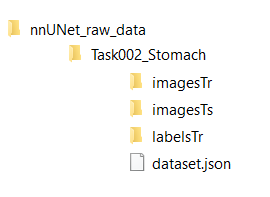 nnUNet_raw_data
Task002_Stomach
imagesTr
imagesTs
labelsTr
dataset.json